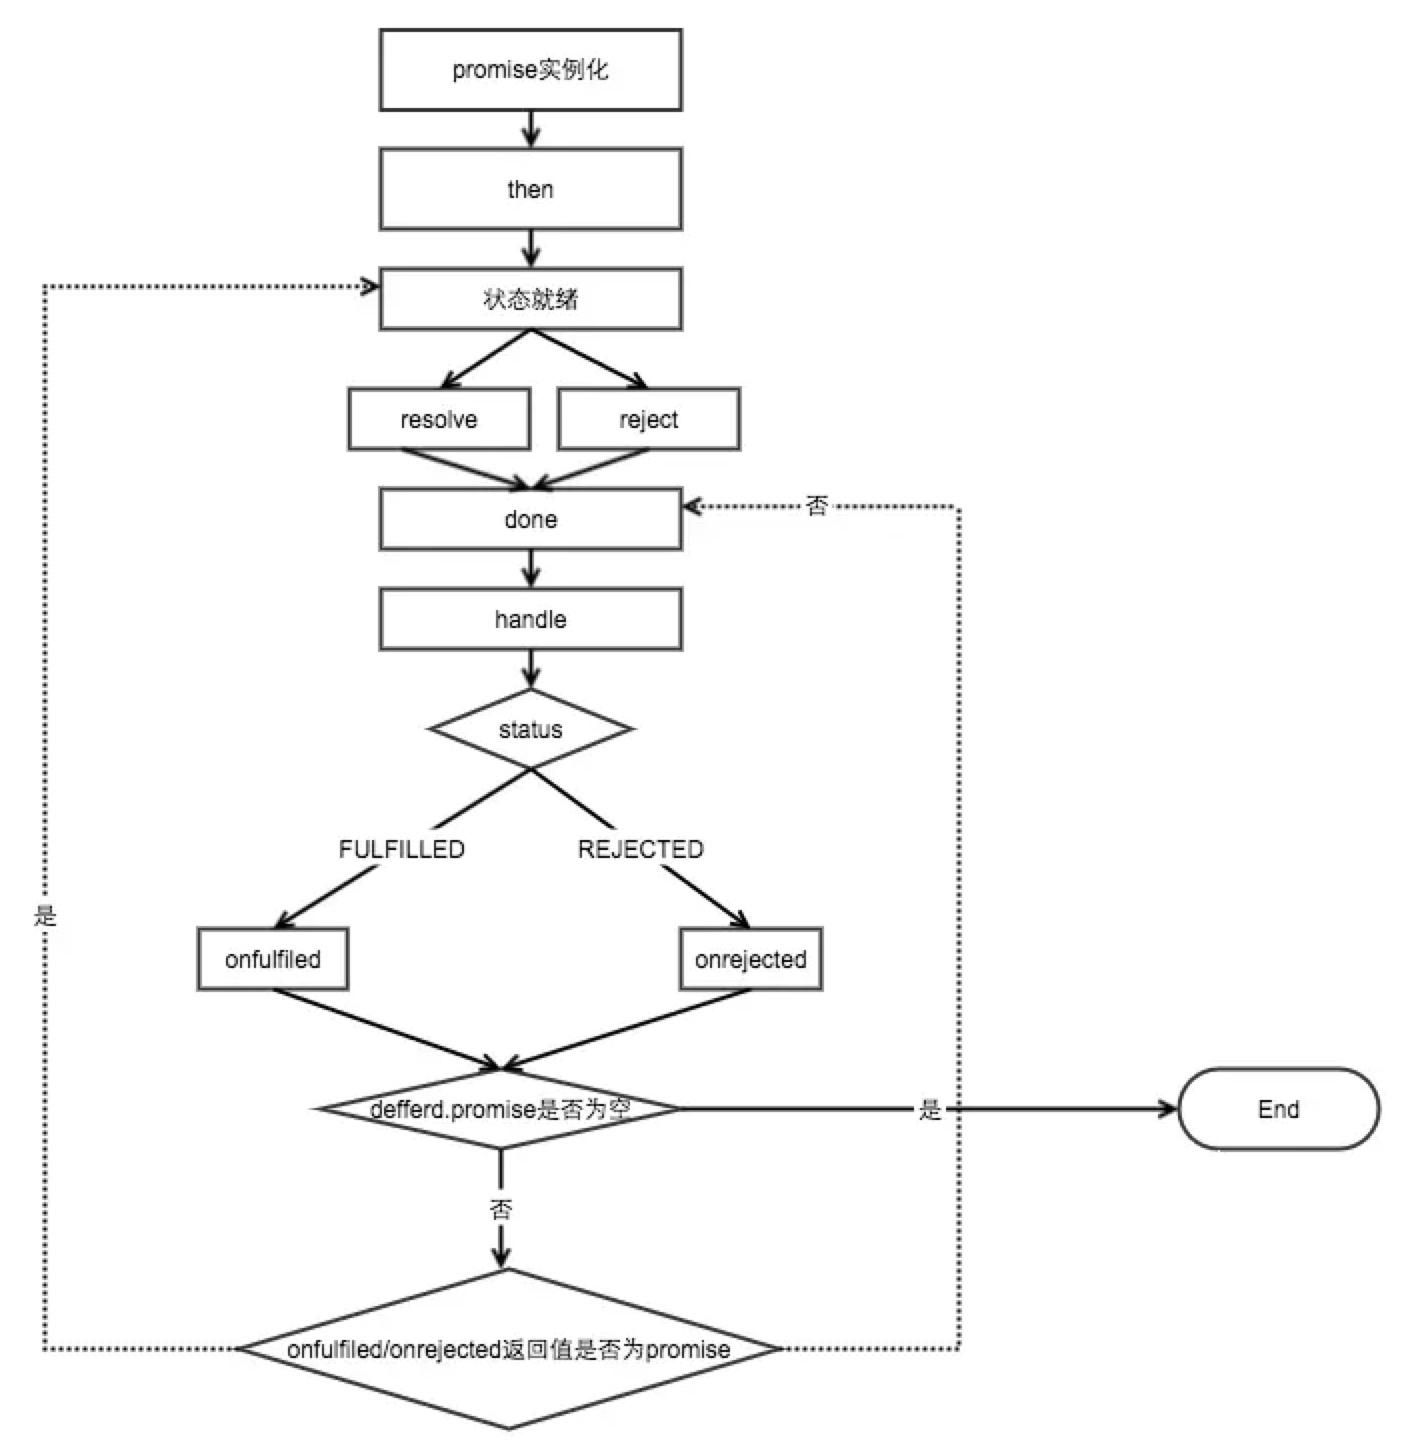 promise实例化
then
状态就绪
resolve
reject
done
否
handle
status
FULFILLED
REJECTED
是
onfulfiled
onrejected
defferd.promise是否为空
是
End
否
onfulfiled/onrejected返回值是否为promise